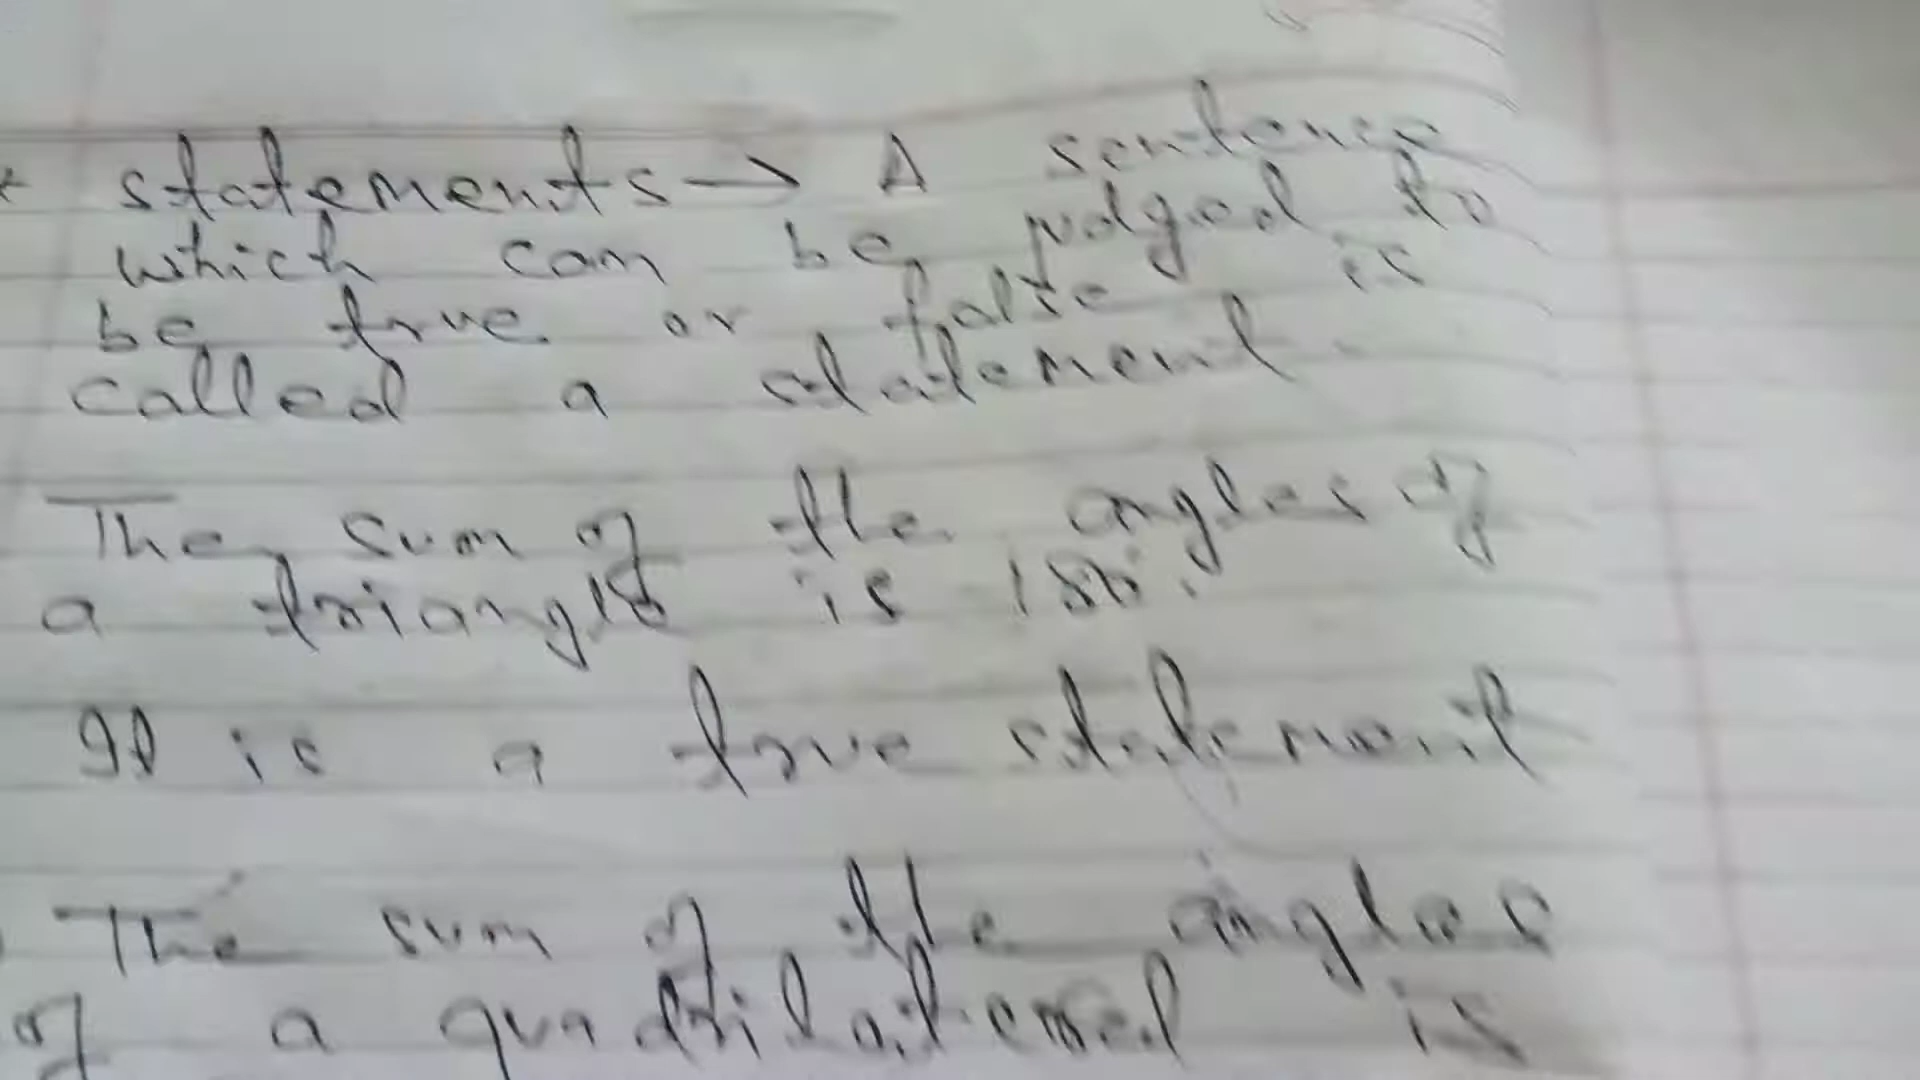 * statements → A sentence
which can be judged to
be true or false is
called a statement.
The sum of the angles of
a triangle is 180°.
It is a true statement
The sum of the angles
of a quadrilateral is